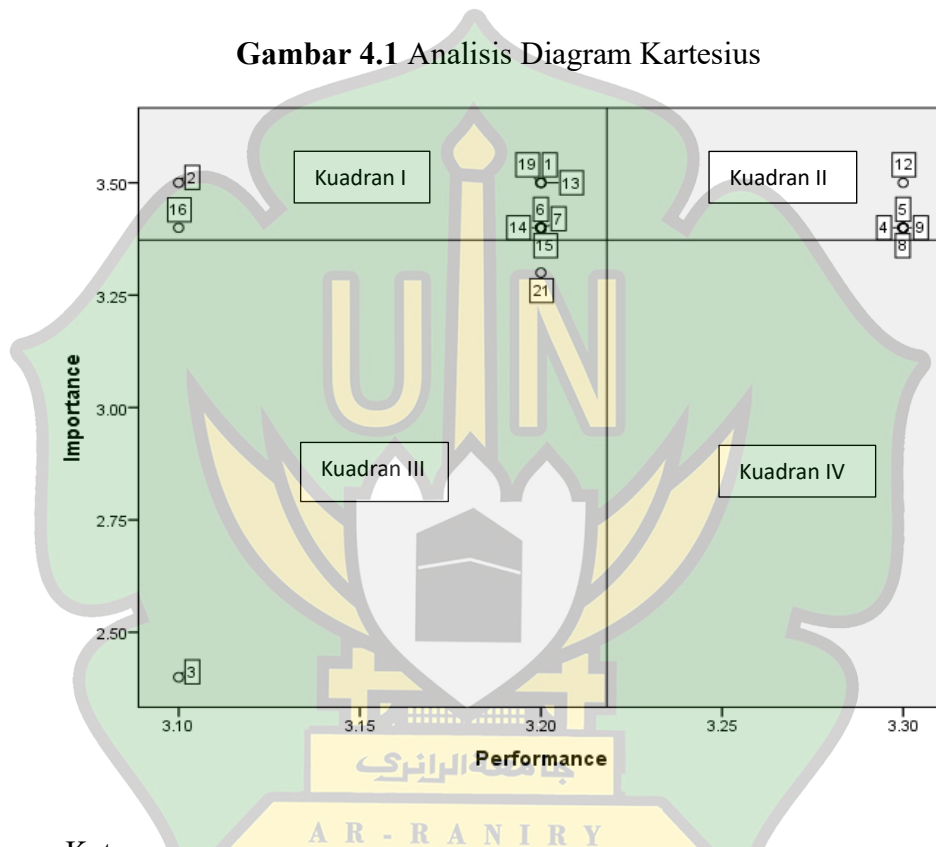 Gambar 4.1 Analisis Diagram Kartesius
Kuadran I
Kuadran II
19 1
13
12
3.50
2
16
6
7
14
15
5
4 9
8
3.25
21
U I N
3.00
Importance
Kuadran III
Kuadran IV
2.75
2.50
3
3.10 3.15 3.20 3.25 3.30
Performance
جامعة الرانري
AR-RANIRY